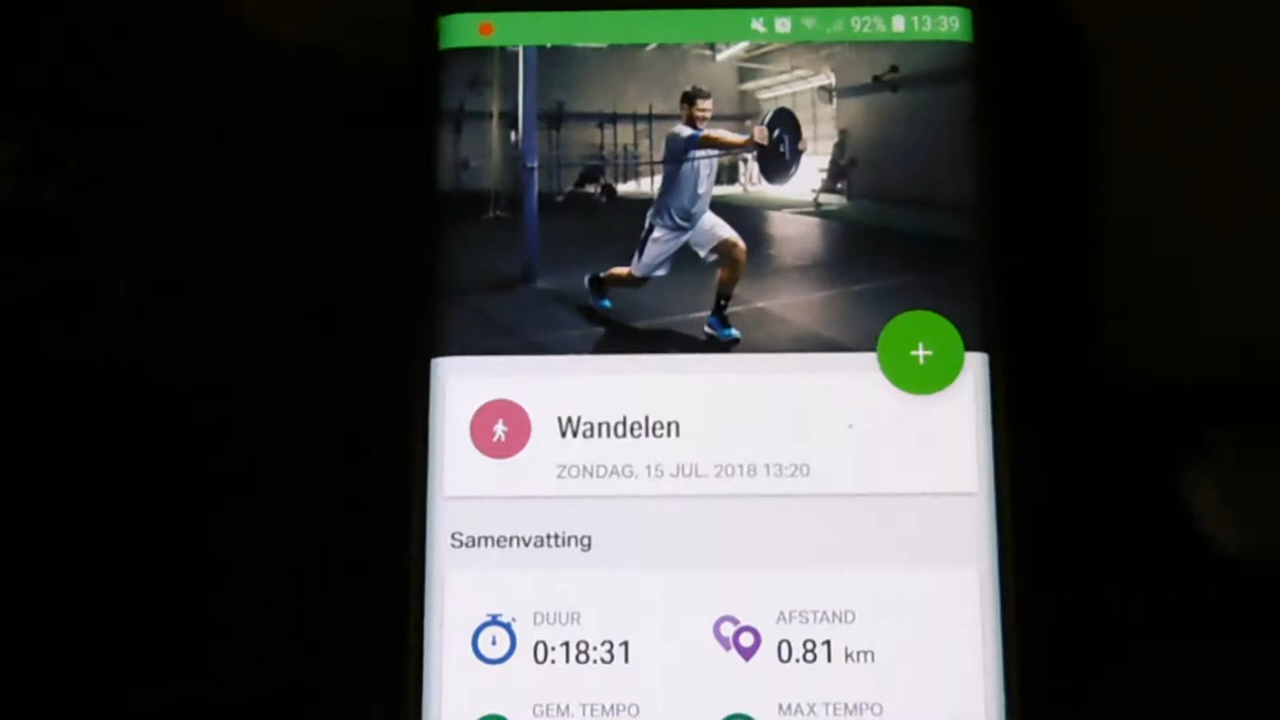 92% 13:39
Wandelen
ZONDAG, 15 JUL. 2018 13:20
Samenvatting
DUUR
0:18:31
AFSTAND
0.81 km
GEM. TEMPO
MAX TEMPO